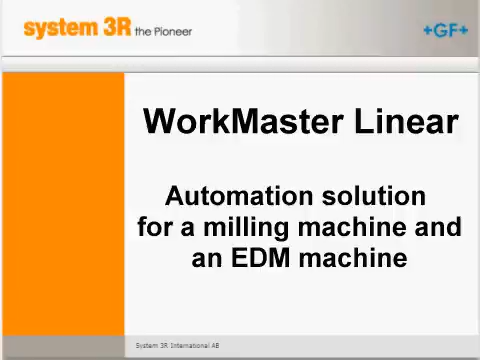 system 3R the Pioneer
+GF+
WorkMaster Linear
Automation solution
for a milling machine and
an EDM machine
System 3R International AB